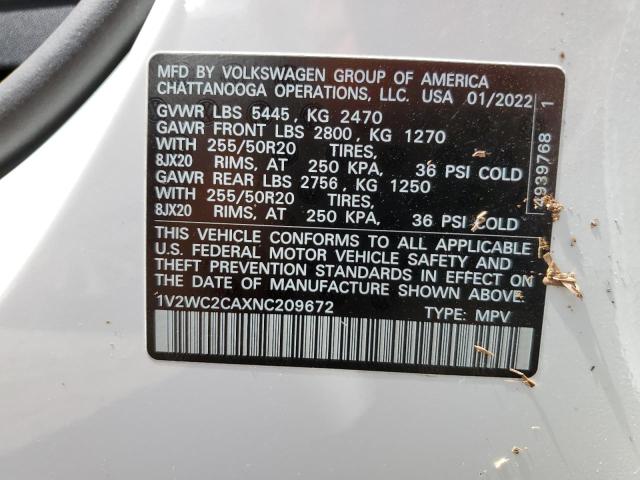 MFD BY VOLKSWAGEN GROUP OF AMERICA
CHATTANOOGA OPERATIONS, LLC. USA 01/2022
GVWR LBS 5445, KG 2470
GAWR FRONT LBS 2800, KG 1270
WITH 255/50R20 TIRES,
8JX20 RIMS, AT 250 KPA, 36 PSI COLD
GAWR REAR LBS 2756, KG 1250
WITH 255/50R20 TIRES,
8JX20 RIMS, AT 250 KPA, 36 PSI COLD
THIS VEHICLE CONFORMS TO ALL APPLICABLE
U.S. FEDERAL MOTOR VEHICLE SAFETY AND
THEFT PREVENTION STANDARDS IN EFFECT ON
THE DATE OF MANUFACTURE SHOWN ABOVE.
1V2WC2CAXNC209672 TYPE: MPV
4939768 1